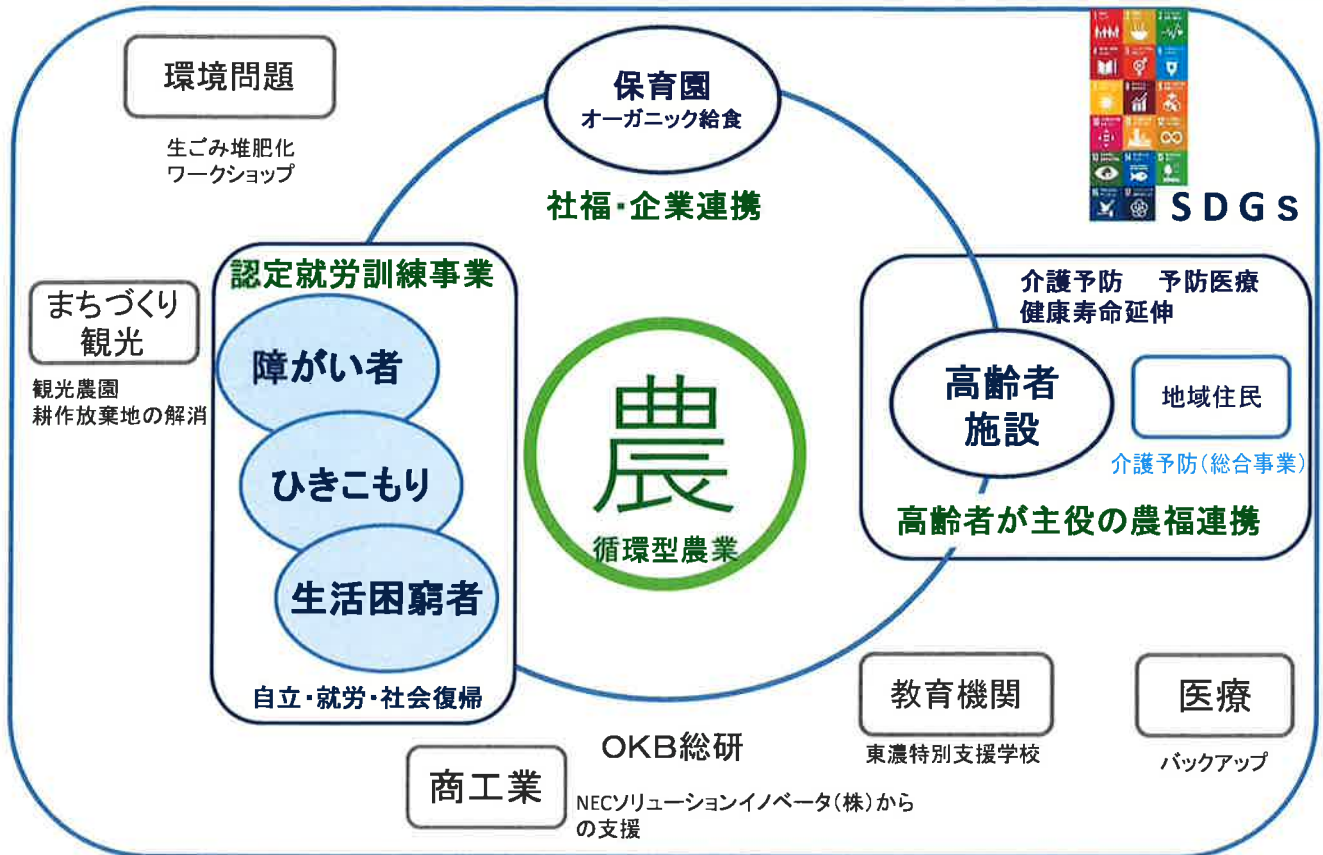 環境問題
生ごみ堆肥化
ワークショップ
保育園
オーガニック給食
社福・企業連携
SDGs
まちづくり
観光
観光農園
耕作放棄地の解消
認定就労訓練事業
障がい者
ひきこもり
生活困窮者
自立・就労・社会復帰
農
循環型農業
介護予防　予防医療
健康寿命延伸
高齢者
施設
地域住民
介護予防(総合事業)
高齢者が主役の農福連携
商工業
OKB総研
NECソリューションイノベータ(株)から
の支援
教育機関
東濃特別支援学校
医療
バックアップ